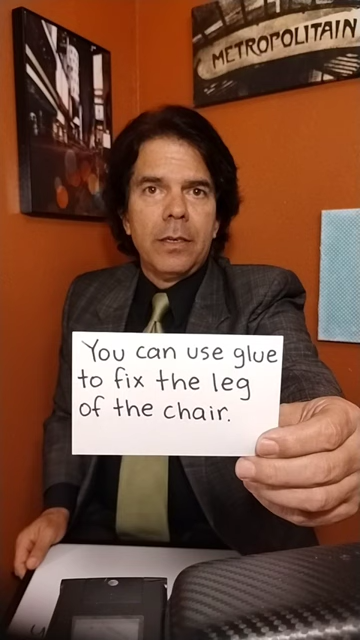 METROPOLITAIN
You can use glue
to fix the leg
of the chair.